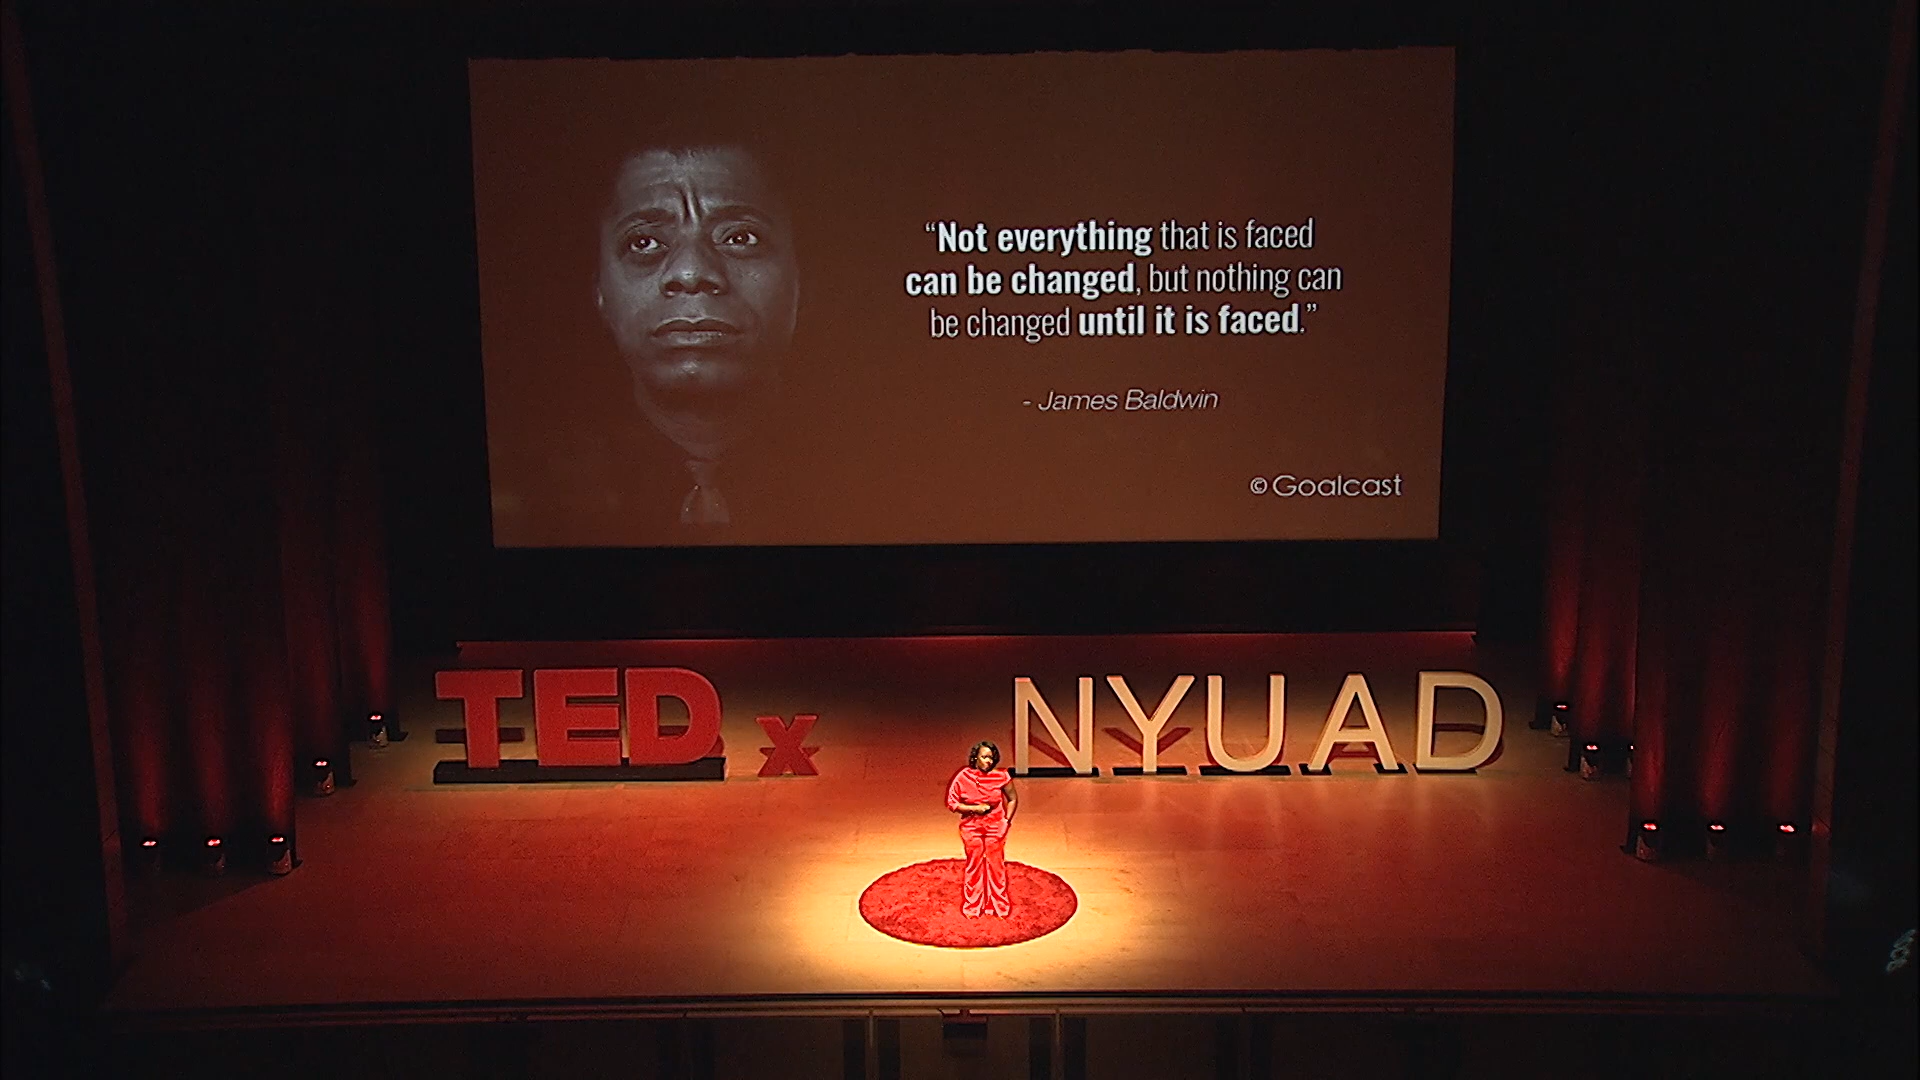 “Not everything that is faced
can be changed, but nothing can
be changed until it is faced.”
- James Baldwin
© Goalcast
TEDx NYUAD